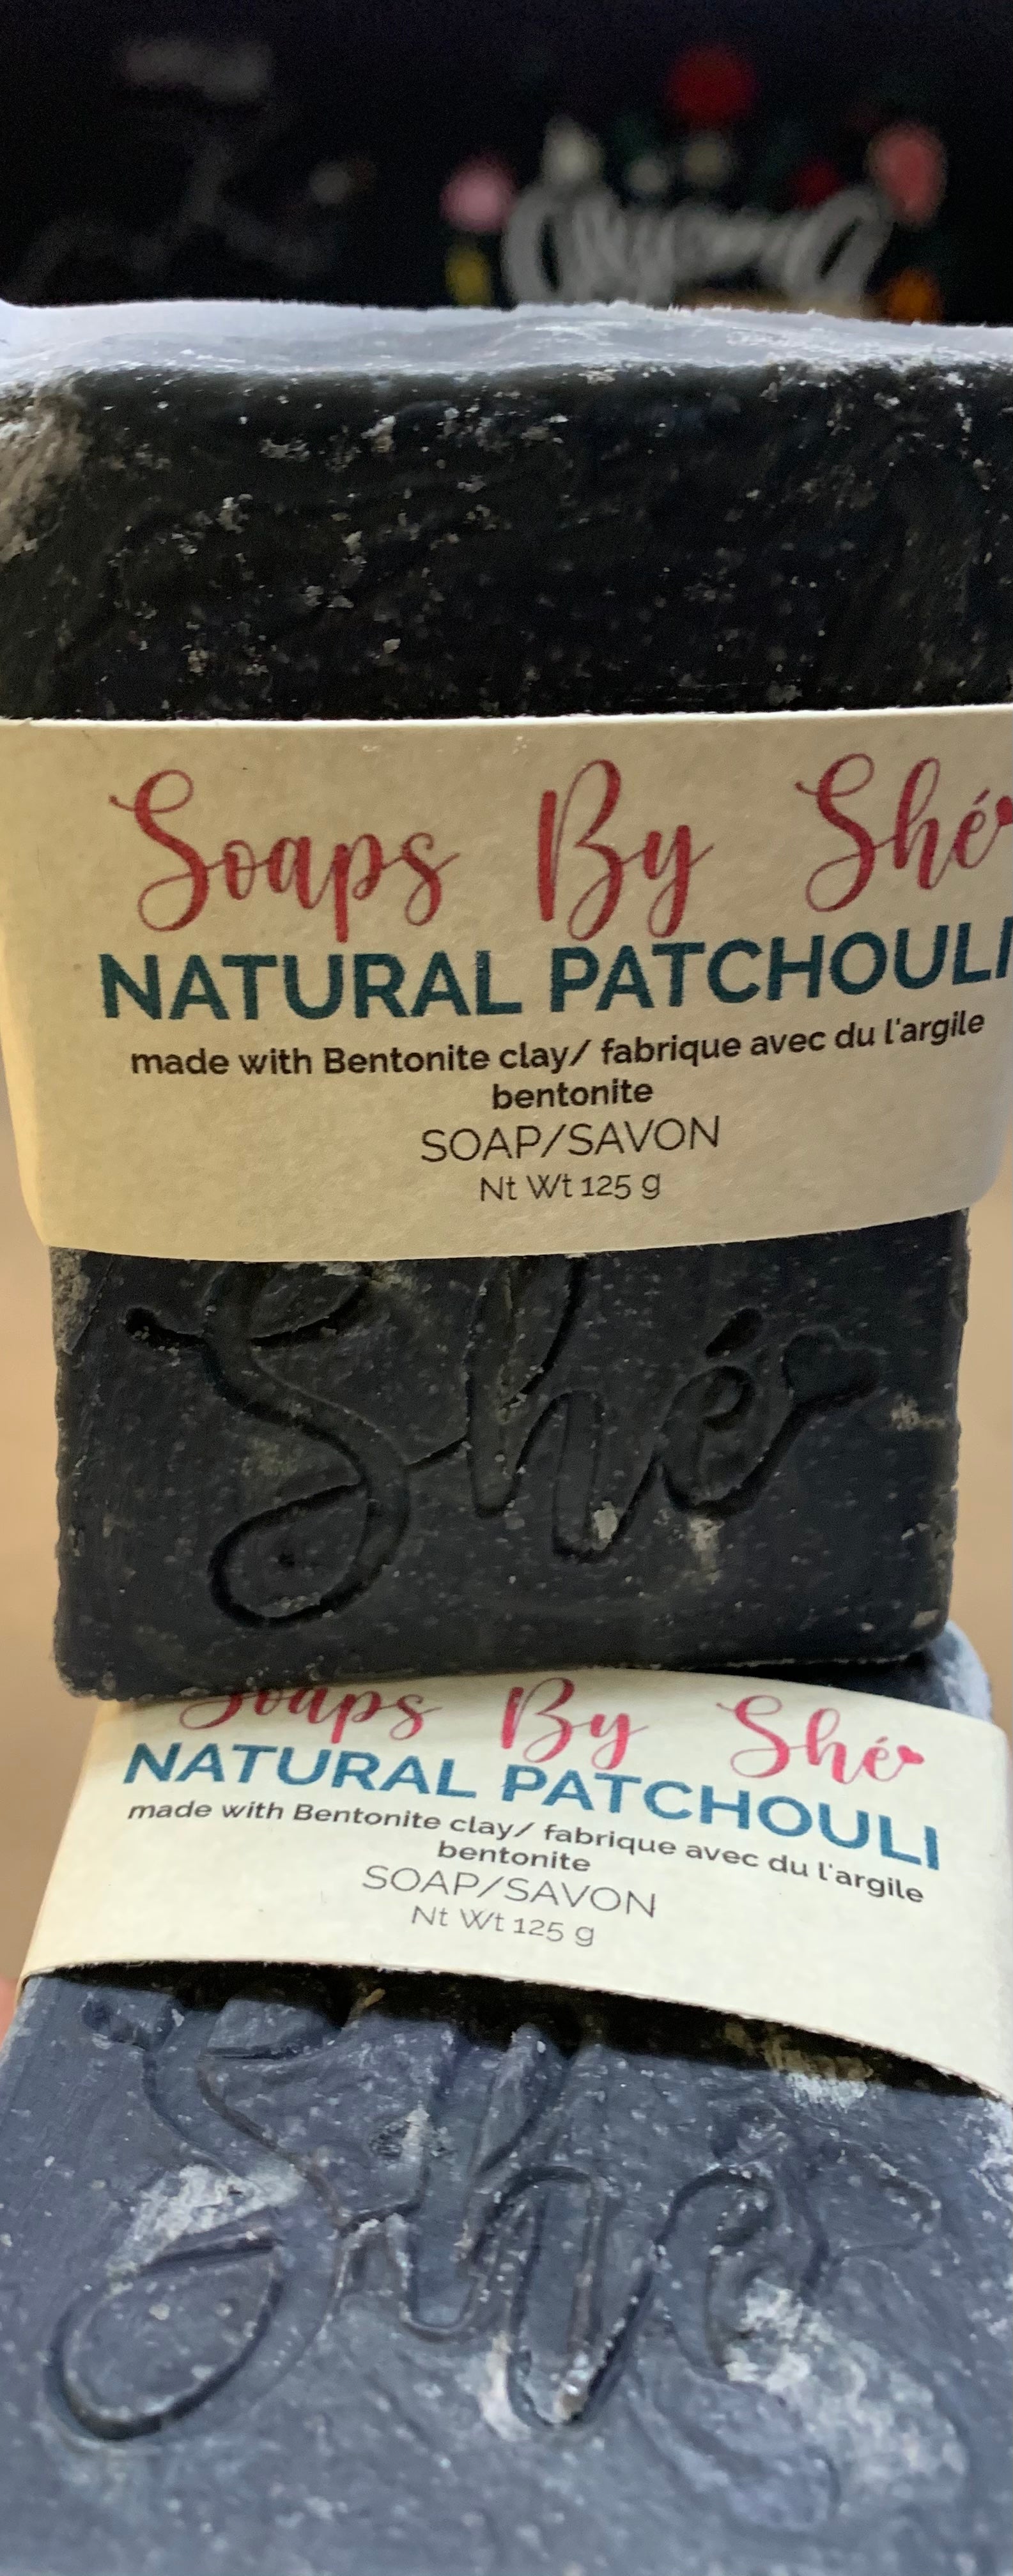 Soaps By Shé
NATURAL PATCHOULI
made with Bentonite clay/ fabrique avec du l'argile
bentonite
SOAP/SAVON
Nt Wt 125 g
Shé
Soaps By Shé
NATURAL PATCHOULI
made with Bentonite clay/ fabrique avec du l'argile
bentonite
SOAP/SAVON
Nt Wt 125 g
Shé